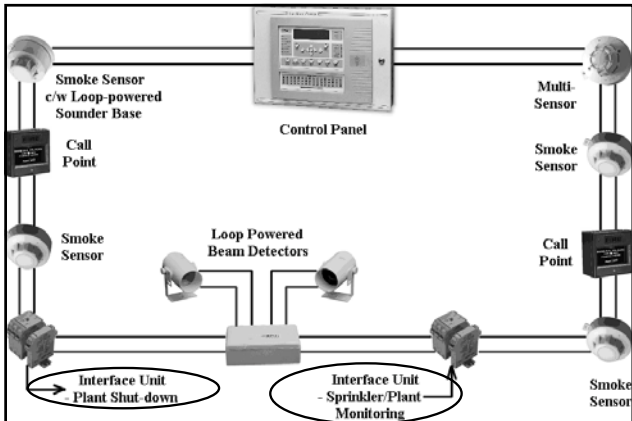 Smoke Sensor
c/w Loop-powered
Sounder Base
Control Panel
Multi-
Sensor
Call
Point
Smoke
Sensor
Smoke
Sensor
Loop Powered
Beam Detectors
Call
Point
Interface Unit
- Plant Shut-down
Interface Unit
- Sprinkler/Plant
Monitoring
Smoke
Sensor